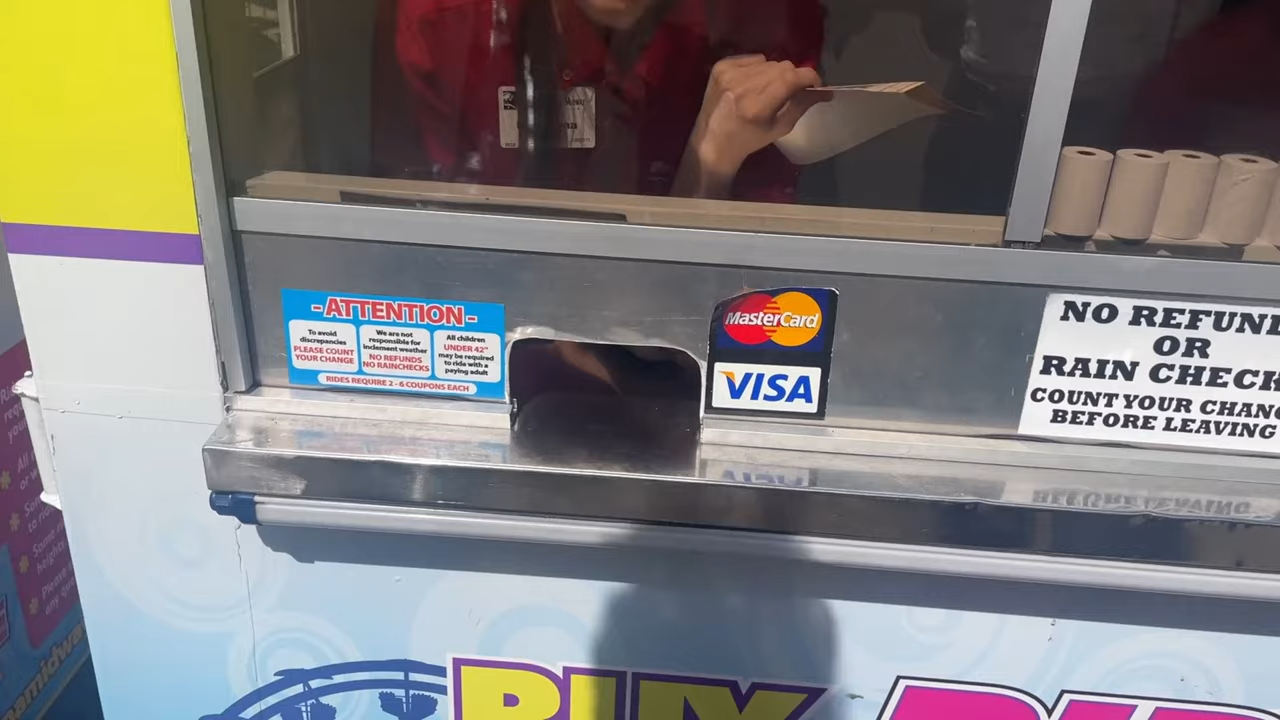 - ATTENTION -
To avoid
discrepancies
PLEASE COUNT
YOUR CHANGE
We are not
responsible for
inclement weather
NO REFUNDS
NO RAINCHECKS
All children
UNDER 42"
may be required
to ride with a
paying adult
RIDES REQUIRE 2 - 6 COUPONS EACH
MasterCard
VISA
NO REFUN
OR
RAIN CHECK
COUNT YOUR CHANG
BEFORE LEAVING